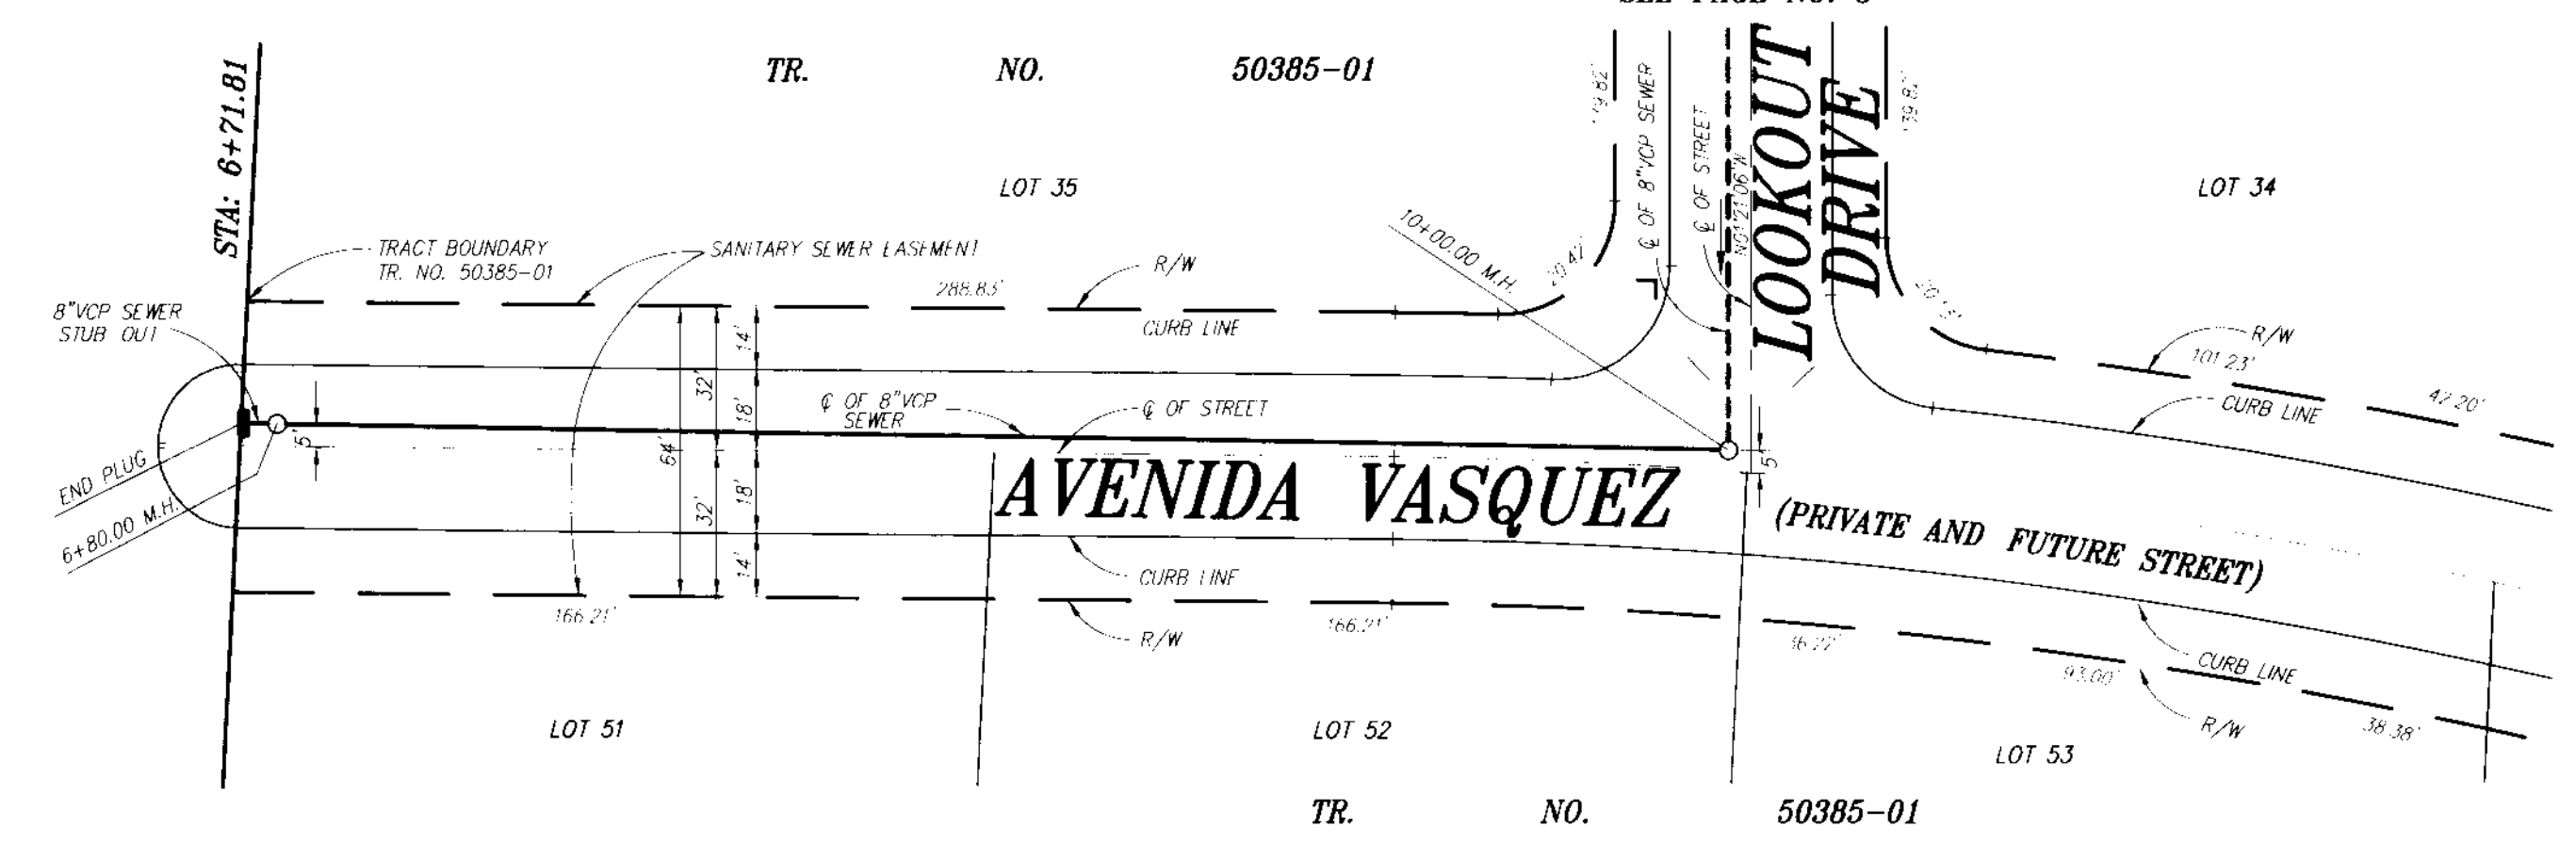 TR. NO. 50385-01
STA: 6+71.81
LOT 35
LOT 34
LOOKOUT
DRIVE
℄ OF 8"VCP SEWER
℄ OF STREET
10+00.00 M.H.
TRACT BOUNDARY
TR. NO. 50385-01
SANITARY SEWER EASEMENT
R/W
288.83'
CURB LINE
8"VCP SEWER
STUB OUT
14'
32'
18'
64'
5'
℄ OF 8"VCP
SEWER
℄ OF STREET
R/W
101.23'
CURB LINE
42.20'
END PLUG
6+80.00 M.H.
AVENIDA VASQUEZ
5'
(PRIVATE AND FUTURE STREET)
18'
32'
14'
CURB LINE
R/W
166.21'
166.21'
93.00'
CURB LINE
R/W
38.38'
LOT 51
LOT 52
LOT 53
TR. NO. 50385-01